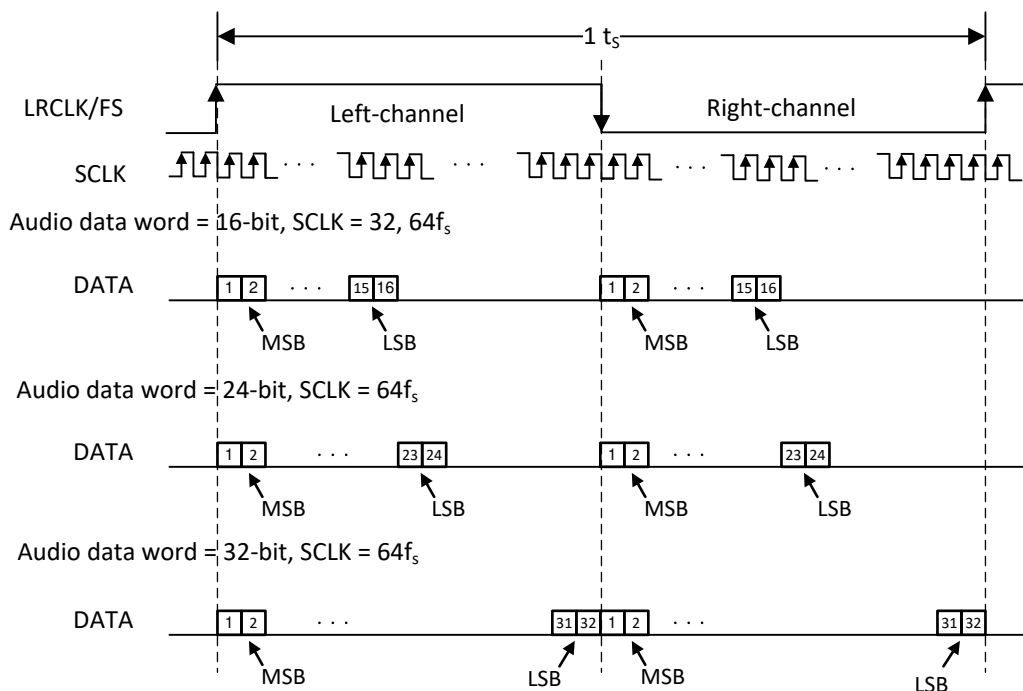 1 tS
LRCLK/FS
Left-channel
Right-channel
SCLK
. . .
. . .
. . .
. . .
Audio data word = 16-bit, SCLK = 32, 64fs
DATA
1 2 . . . 15 16 1 2 . . . 15 16
MSB LSB MSB LSB
Audio data word = 24-bit, SCLK = 64fs
DATA
1 2 . . . 23 24 1 2 . . . 23 24
MSB LSB MSB LSB
Audio data word = 32-bit, SCLK = 64fs
DATA
1 2 . . . 31 32 1 2 . . . 31 32
MSB LSB MSB LSB